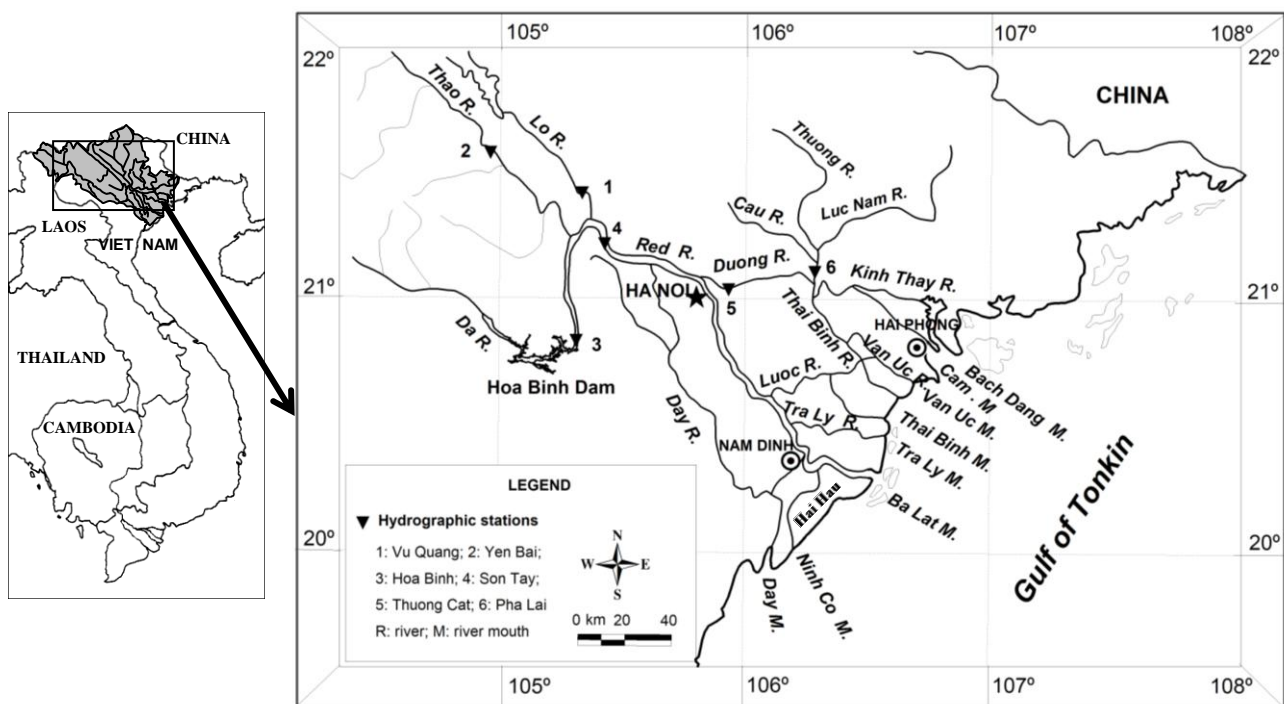 CHINA
LAOS
VIET NAM
THAILAND
CAMBODIA
105º 106º 107º 108º
22º 22º
CHINA
Thao R.
Lo R.
2
1
Thuong R.
Cau R.
Luc Nam R.
4
Red R.
Duong R.
6
Kinh Thay R.
21º 21º
HA NOI
5
Thai Binh R.
HAI PHONG
Da R.
3
Hoa Binh Dam
Van Uc R.
Luoc R.
Cam . M
Bach Dang M.
Day R.
Tra Ly R.
Van Uc M.
Thai Binh M.
NAM DINH
Tra Ly M.
Ba Lat M.
Hai Hau
Gulf of Tonkin
20º 20º
Day M.
Ninh Co M.
LEGEND
Hydrographic stations
1: Vu Quang; 2: Yen Bai;
3: Hoa Binh; 4: Son Tay;
5: Thuong Cat; 6: Pha Lai
R: river; M: river mouth
N
W E
S
0 km 20 40
105º 106º 107º 108º